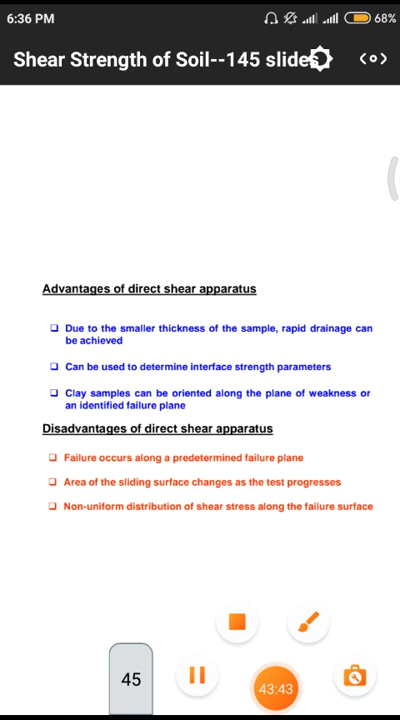 6:36 PM
68%
Shear Strength of Soil--145 slides
Advantages of direct shear apparatus
Due to the smaller thickness of the sample, rapid drainage can
be achieved
Can be used to determine interface strength parameters
Clay samples can be oriented along the plane of weakness or
an identified failure plane
Disadvantages of direct shear apparatus
Failure occurs along a predetermined failure plane
Area of the sliding surface changes as the test progresses
Non-uniform distribution of shear stress along the failure surface
45
43:43